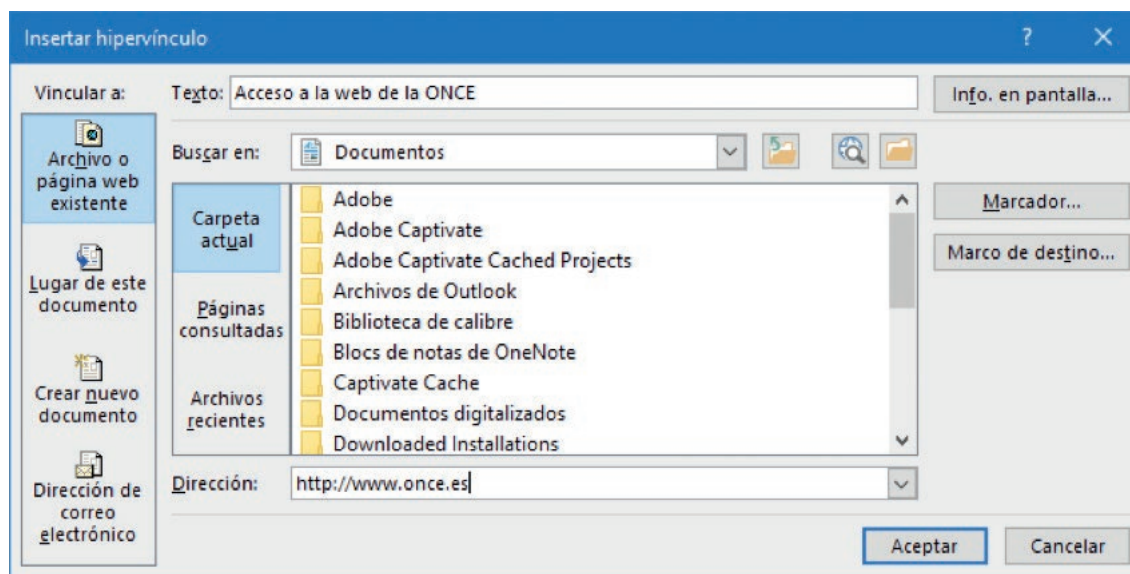 Insertar hipervínculo
?
Vincular a:
Texto: Acceso a la web de la ONCE
Info. en pantalla...
Archivo o
página web
existente
Buscar en: Documentos
Carpeta
actual
Adobe
Adobe Captivate
Adobe Captivate Cached Projects
Archivos de Outlook
Biblioteca de calibre
Blocs de notas de OneNote
Captivate Cache
Documentos digitalizados
Downloaded Installations
Marcador...
Marco de destino...
Lugar de este
documento
Páginas
consultadas
Crear nuevo
documento
Archivos
recientes
Dirección de
correo
electrónico
Dirección: http://www.once.es
Aceptar
Cancelar